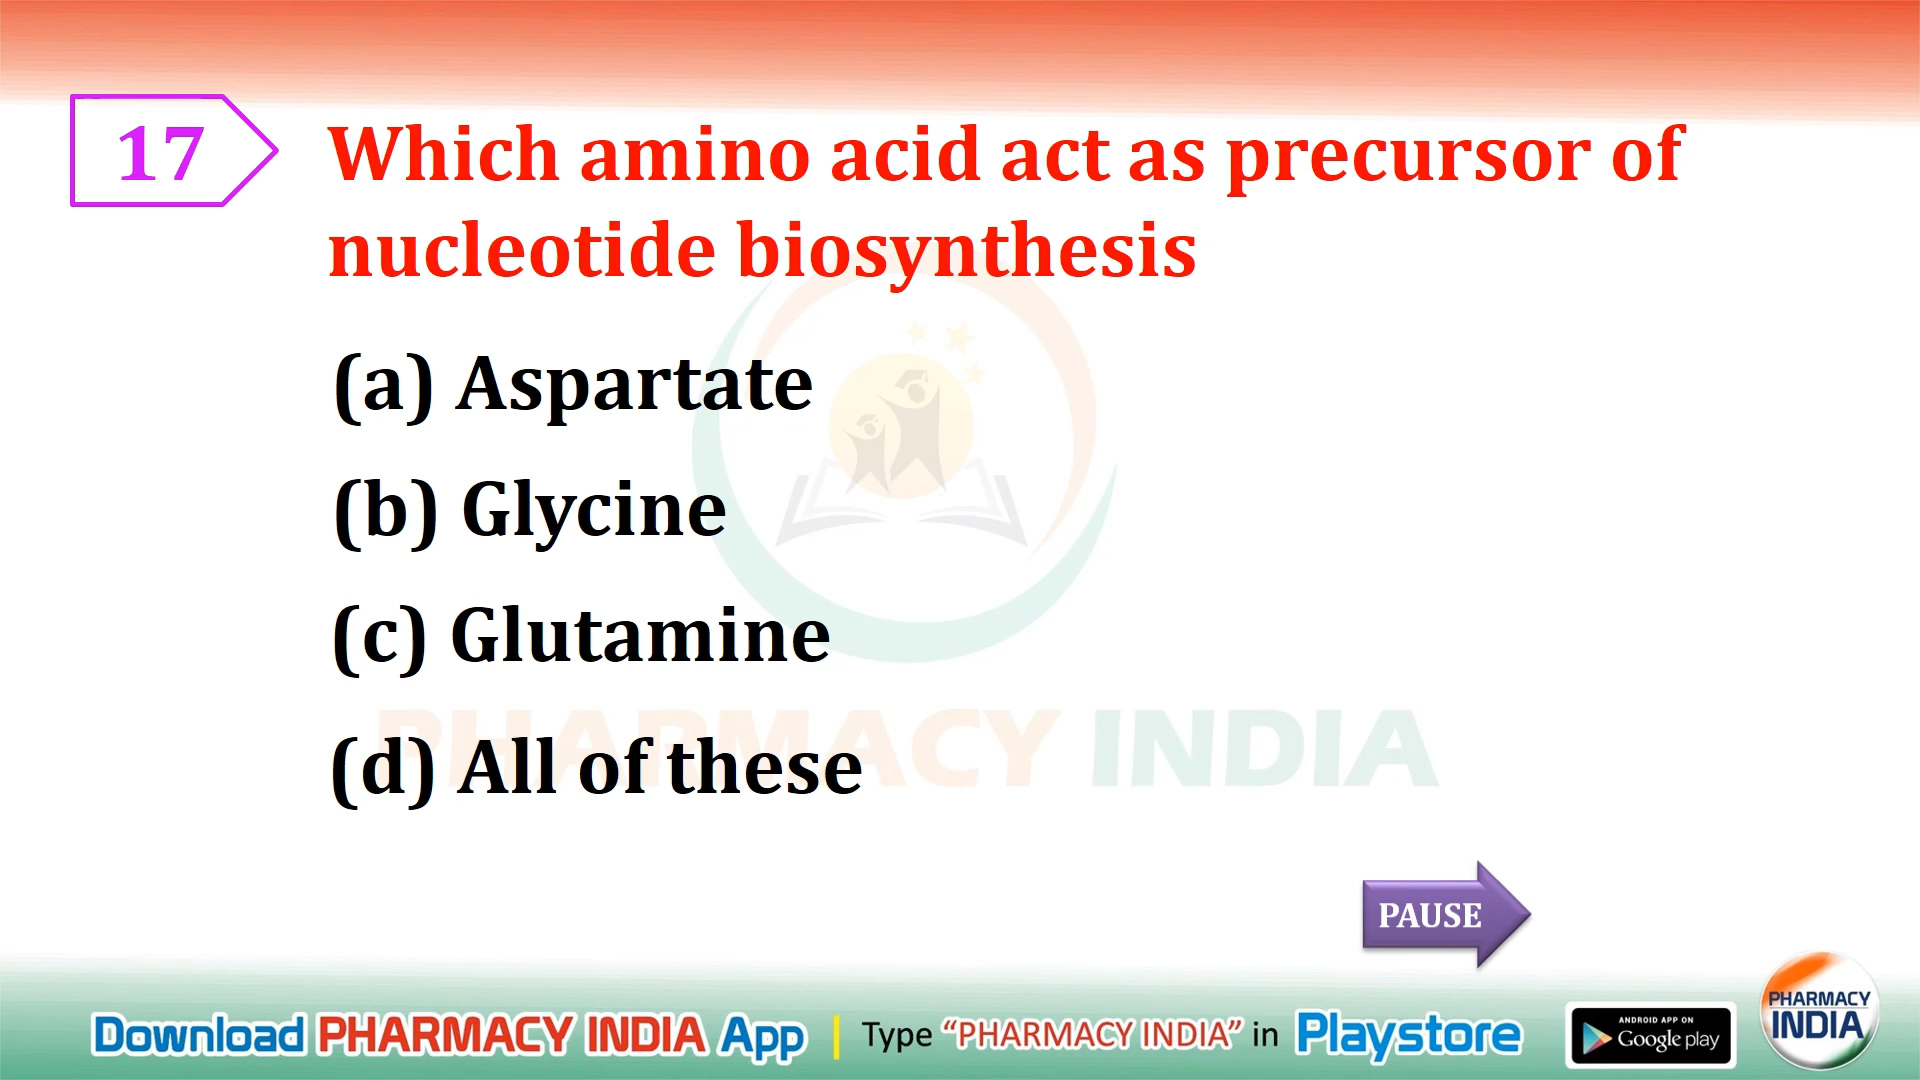 17
Which amino acid act as precursor of
nucleotide biosynthesis
(a) Aspartate
(b) Glycine
(c) Glutamine
(d) All of these
PHARMACY INDIA
PAUSE
Download PHARMACY INDIA App | Type “PHARMACY INDIA” in Playstore
ANDROID APP ON
Google play
PHARMACY
INDIA